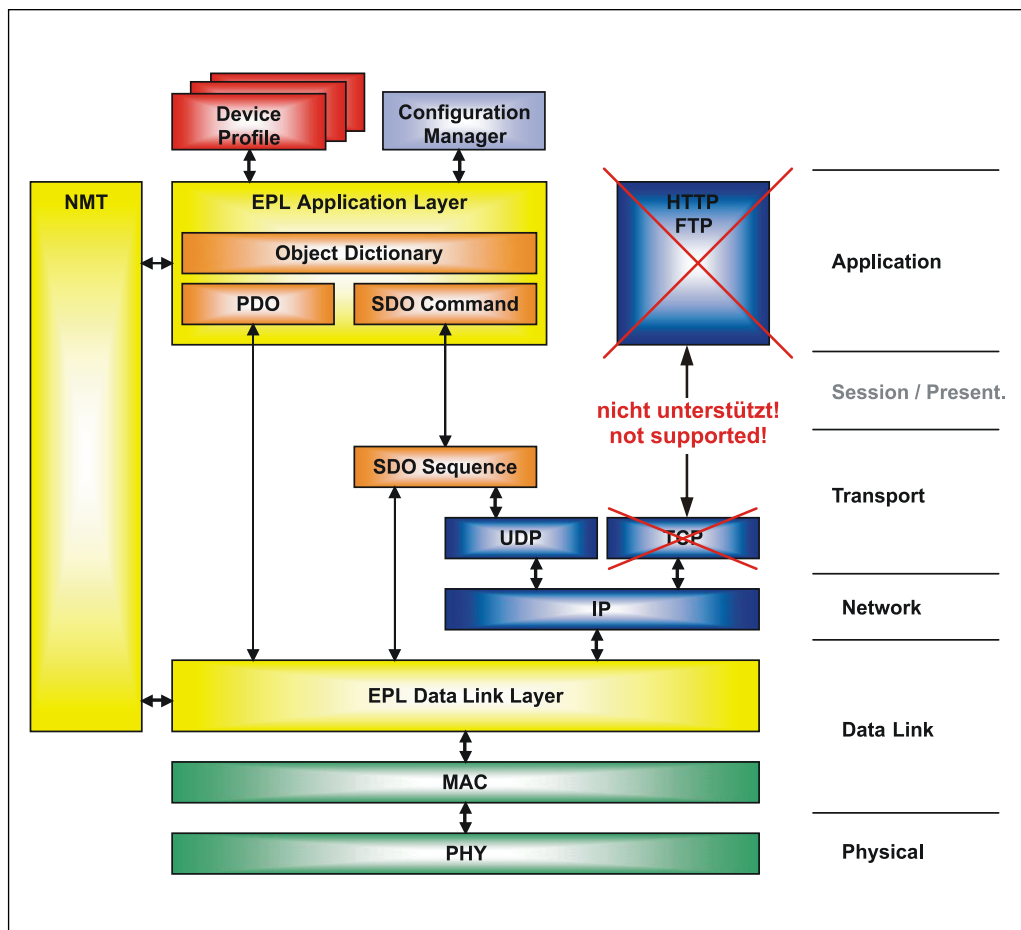 Device
Profile
Configuration
Manager
NMT
EPL Application Layer
HTTP
FTP
Object Dictionary
Application
PDO
SDO Command
Session / Present.
nicht unterstützt!
not supported!
SDO Sequence
Transport
UDP
TCP
IP
Network
EPL Data Link Layer
Data Link
MAC
PHY
Physical